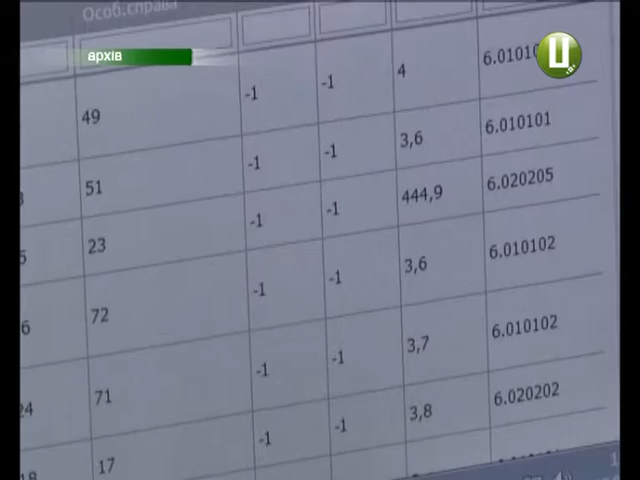 Особ.справа
архів
Ц
49 -1 -1 4
51 -1 -1 3,6 6.010101
23 -1 -1 444,9 6.020205
72 -1 -1 3,6 6.010102
71 -1 -1 3,7 6.010102
17 -1 -1 3,8 6.020202